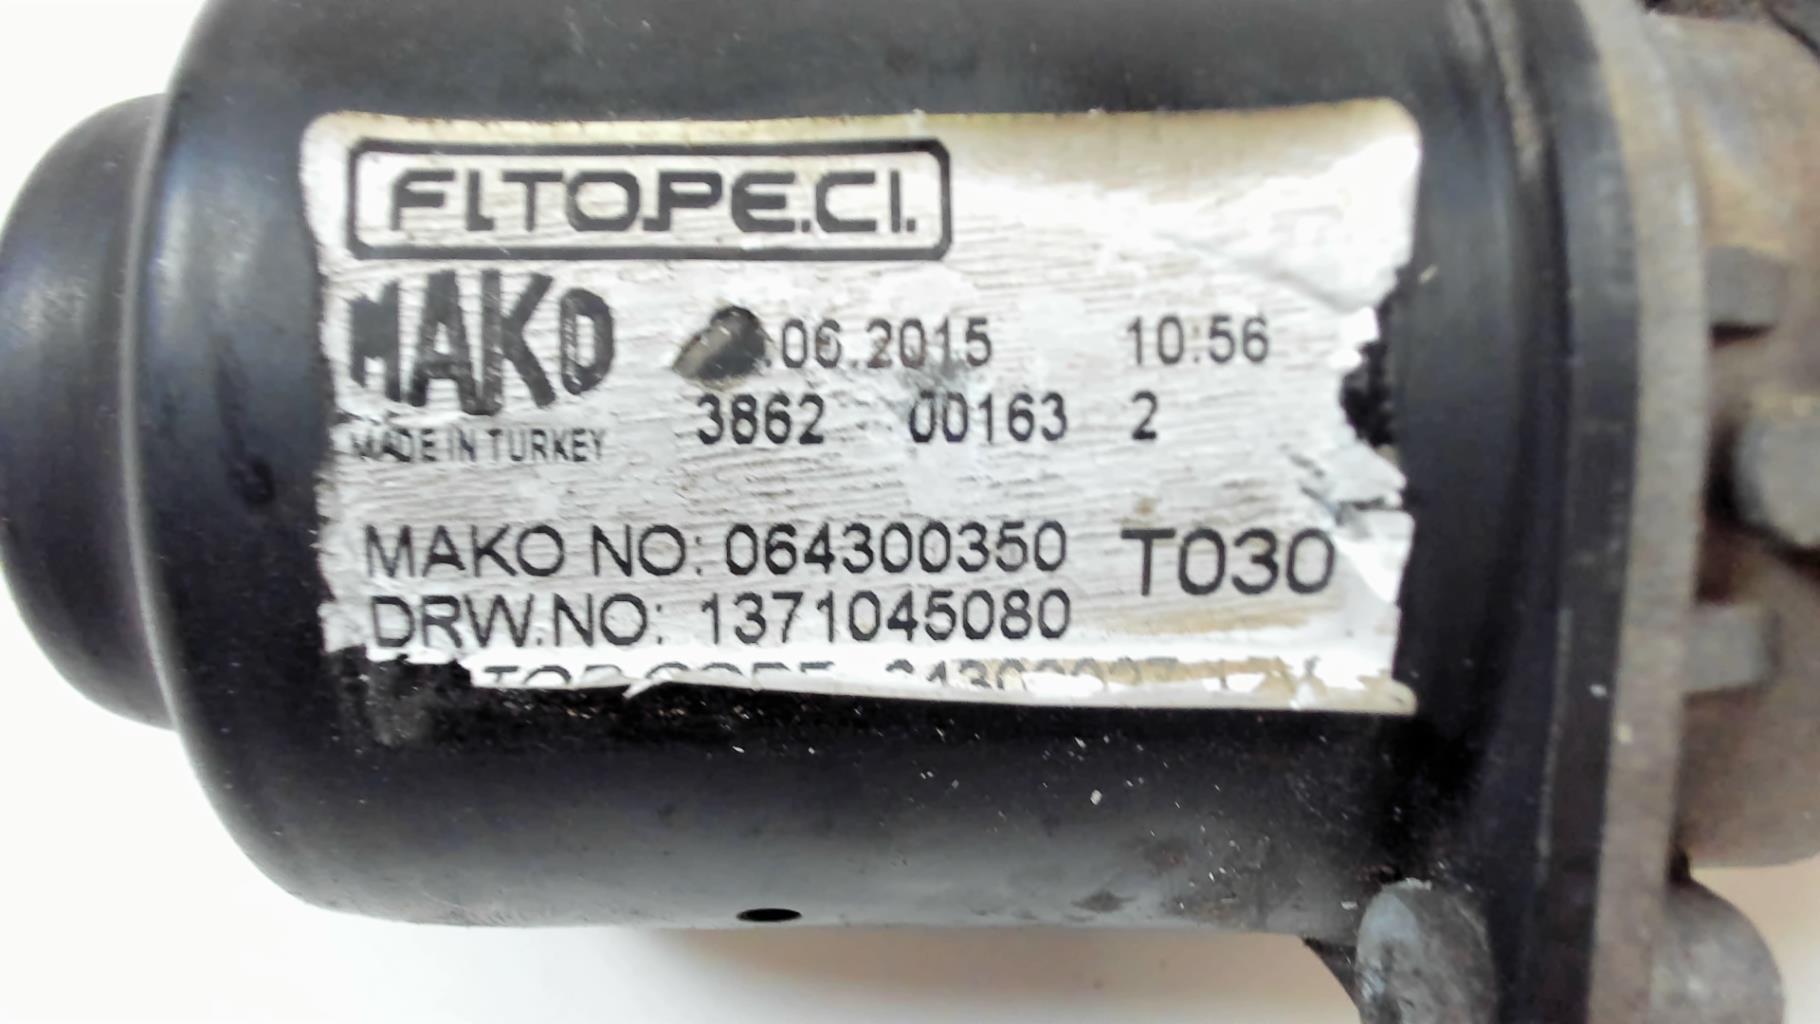 FI.TO.PE.CI.
MAKO
.06.2015 10:56
3862 00163 2
MADE IN TURKEY
MAKO NO: 064300350 T030
DRW.NO: 1371045080